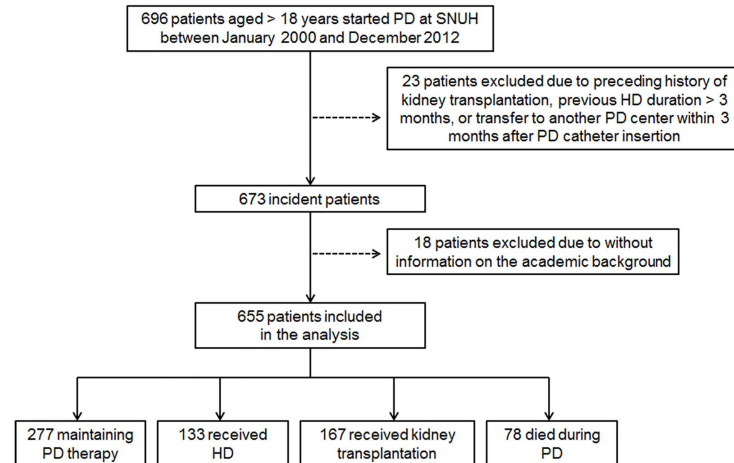 696 patients aged > 18 years started PD at SNUH
between January 2000 and December 2012
23 patients excluded due to preceding history of
kidney transplantation, previous HD duration > 3
months, or transfer to another PD center within 3
months after PD catheter insertion
673 incident patients
18 patients excluded due to without
information on the academic background
655 patients included
in the analysis
277 maintaining
PD therapy
133 received
HD
167 received kidney
transplantation
78 died during
PD